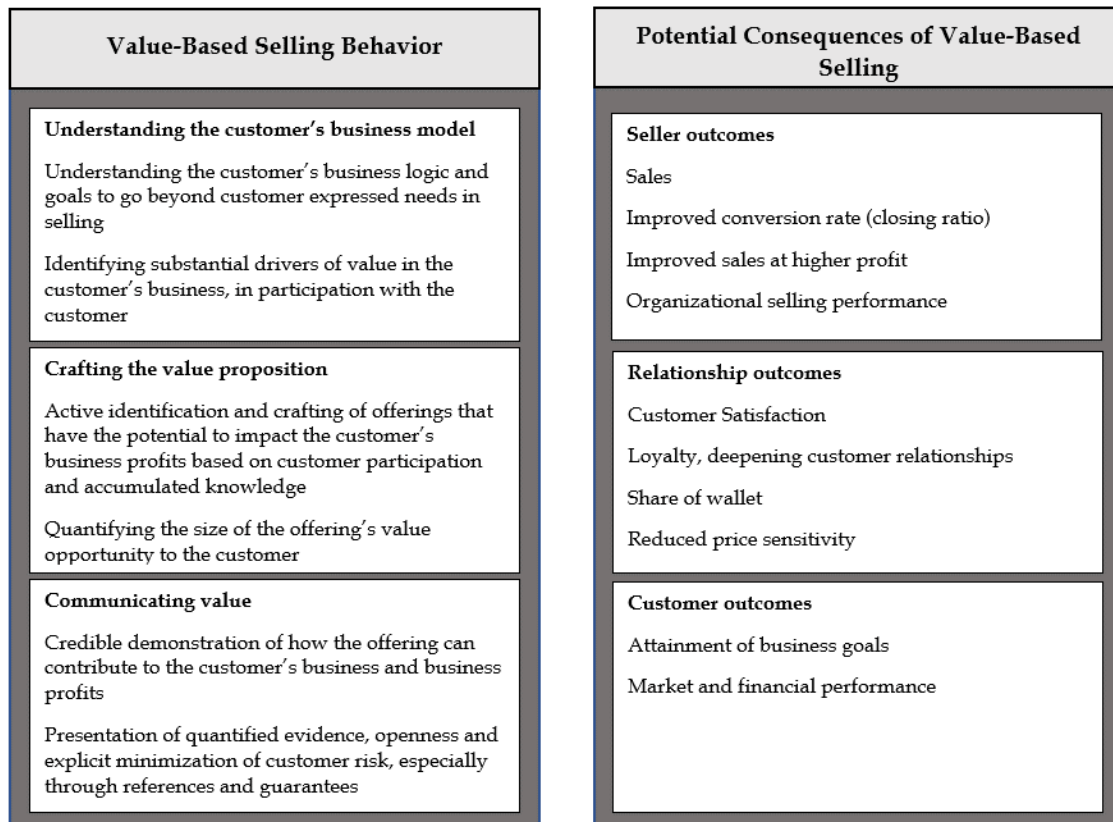 Value-Based Selling Behavior
Understanding the customer's business model
Understanding the customer's business logic and
goals to go beyond customer expressed needs in
selling
Identifying substantial drivers of value in the
customer's business, in participation with the
customer
Crafting the value proposition
Active identification and crafting of offerings that
have the potential to impact the customer's
business profits based on customer participation
and accumulated knowledge
Quantifying the size of the offering's value
opportunity to the customer
Communicating value
Credible demonstration of how the offering can
contribute to the customer's business and business
profits
Presentation of quantified evidence, openness and
explicit minimization of customer risk, especially
through references and guarantees
Potential Consequences of Value-Based
Selling
Seller outcomes
Sales
Improved conversion rate (closing ratio)
Improved sales at higher profit
Organizational selling performance
Relationship outcomes
Customer Satisfaction
Loyalty, deepening customer relationships
Share of wallet
Reduced price sensitivity
Customer outcomes
Attainment of business goals
Market and financial performance